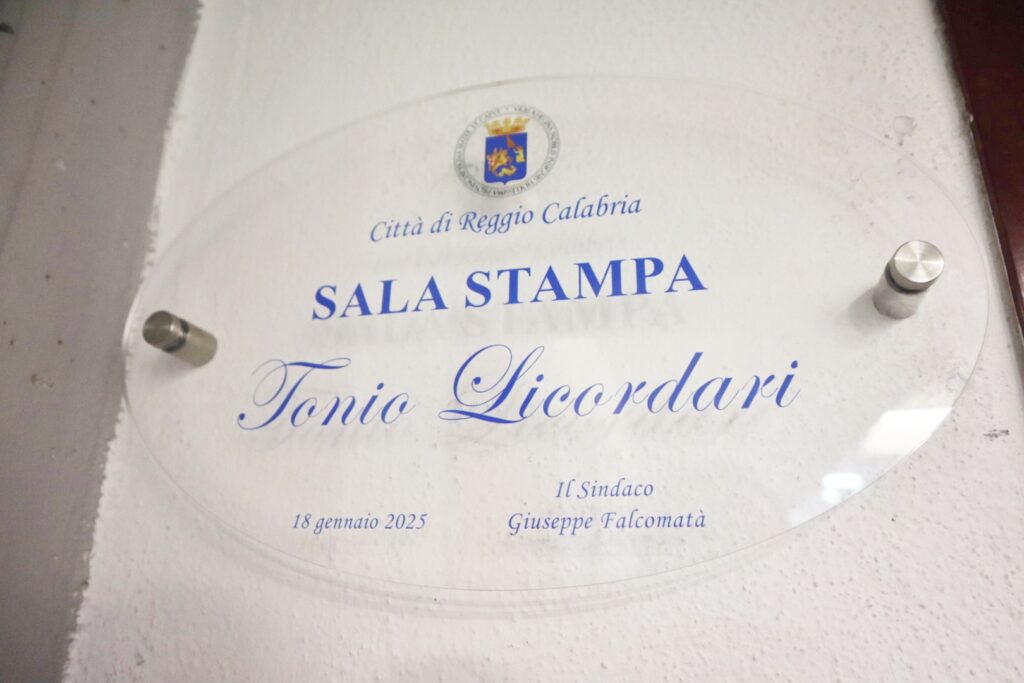 Città di Reggio Calabria
SALA STAMPA
Tonio Licordari
Il Sindaco
18 gennaio 2025
Giuseppe Falcomatà